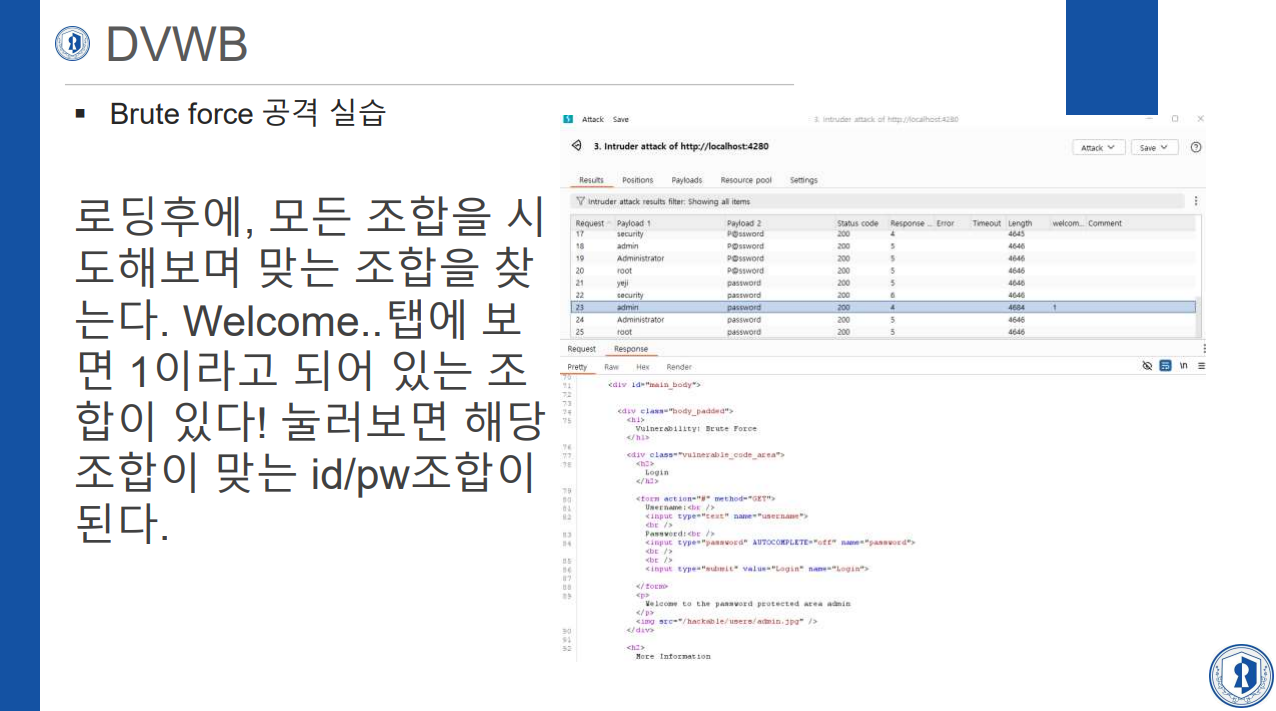 DVWB
▪ Brute force 공격 실습
로딩후에, 모든 조합을 시
도해보며 맞는 조합을 찾
는다. Welcome..탭에 보
면 1이라고 되어 있는 조
합이 있다! 눌러보면 해당
조합이 맞는 id/pw조합이
된다.
Attack Save 3. Intruder attack of http://localhost:4280
3. Intruder attack of http://localhost:4280 Attack Save
Results Positions Payloads Resource pool Settings
Intruder attack results filter: Showing all items
Request Payload 1 Payload 2 Status code Response ... Error Timeout Length welcom... Comment
17 security P@ssword 200 4 4645
18 admin P@ssword 200 5 4646
19 Administrator P@ssword 200 5 4646
20 root P@ssword 200 5 4646
21 yeji password 200 5 4646
22 security password 200 6 4646
23 admin password 200 4 4684 1
24 Administrator password 200 5 4646
25 root password 200 5 4646
Request Response
Pretty Raw Hex Render \n
70
71 <div id="main_body">
72
73
74 <div class="body_padded">
75 <h1>
Vulnerability: Brute Force
</h1>
76
77 <div class="vulnerable_code_area">
78 <h2>
Login
</h2>
79
80 <form action="#" method="GET">
81 Username:<br />
82 <input type="text" name="username">
<br />
83 Password:<br />
84 <input type="password" AUTOCOMPLETE="off" name="password">
<br />
85 <br />
86 <input type="submit" value="Login" name="Login">
87
88 </form>
89 <p>
Welcome to the password protected area admin
</p>
<img src="/hackable/users/admin.jpg" />
90 </div>
91
92 <h2>
More Information